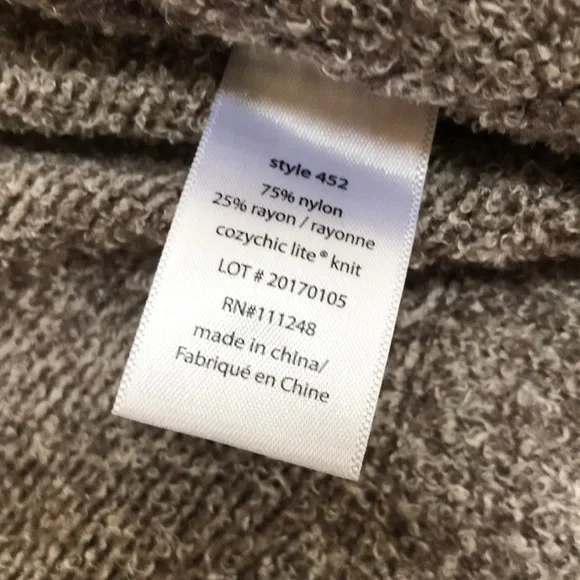 style 452
75% nylon
25% rayon / rayonne
cozychic lite® knit
LOT # 20170105
RN#111248
made in china/
Fabriqué en Chine